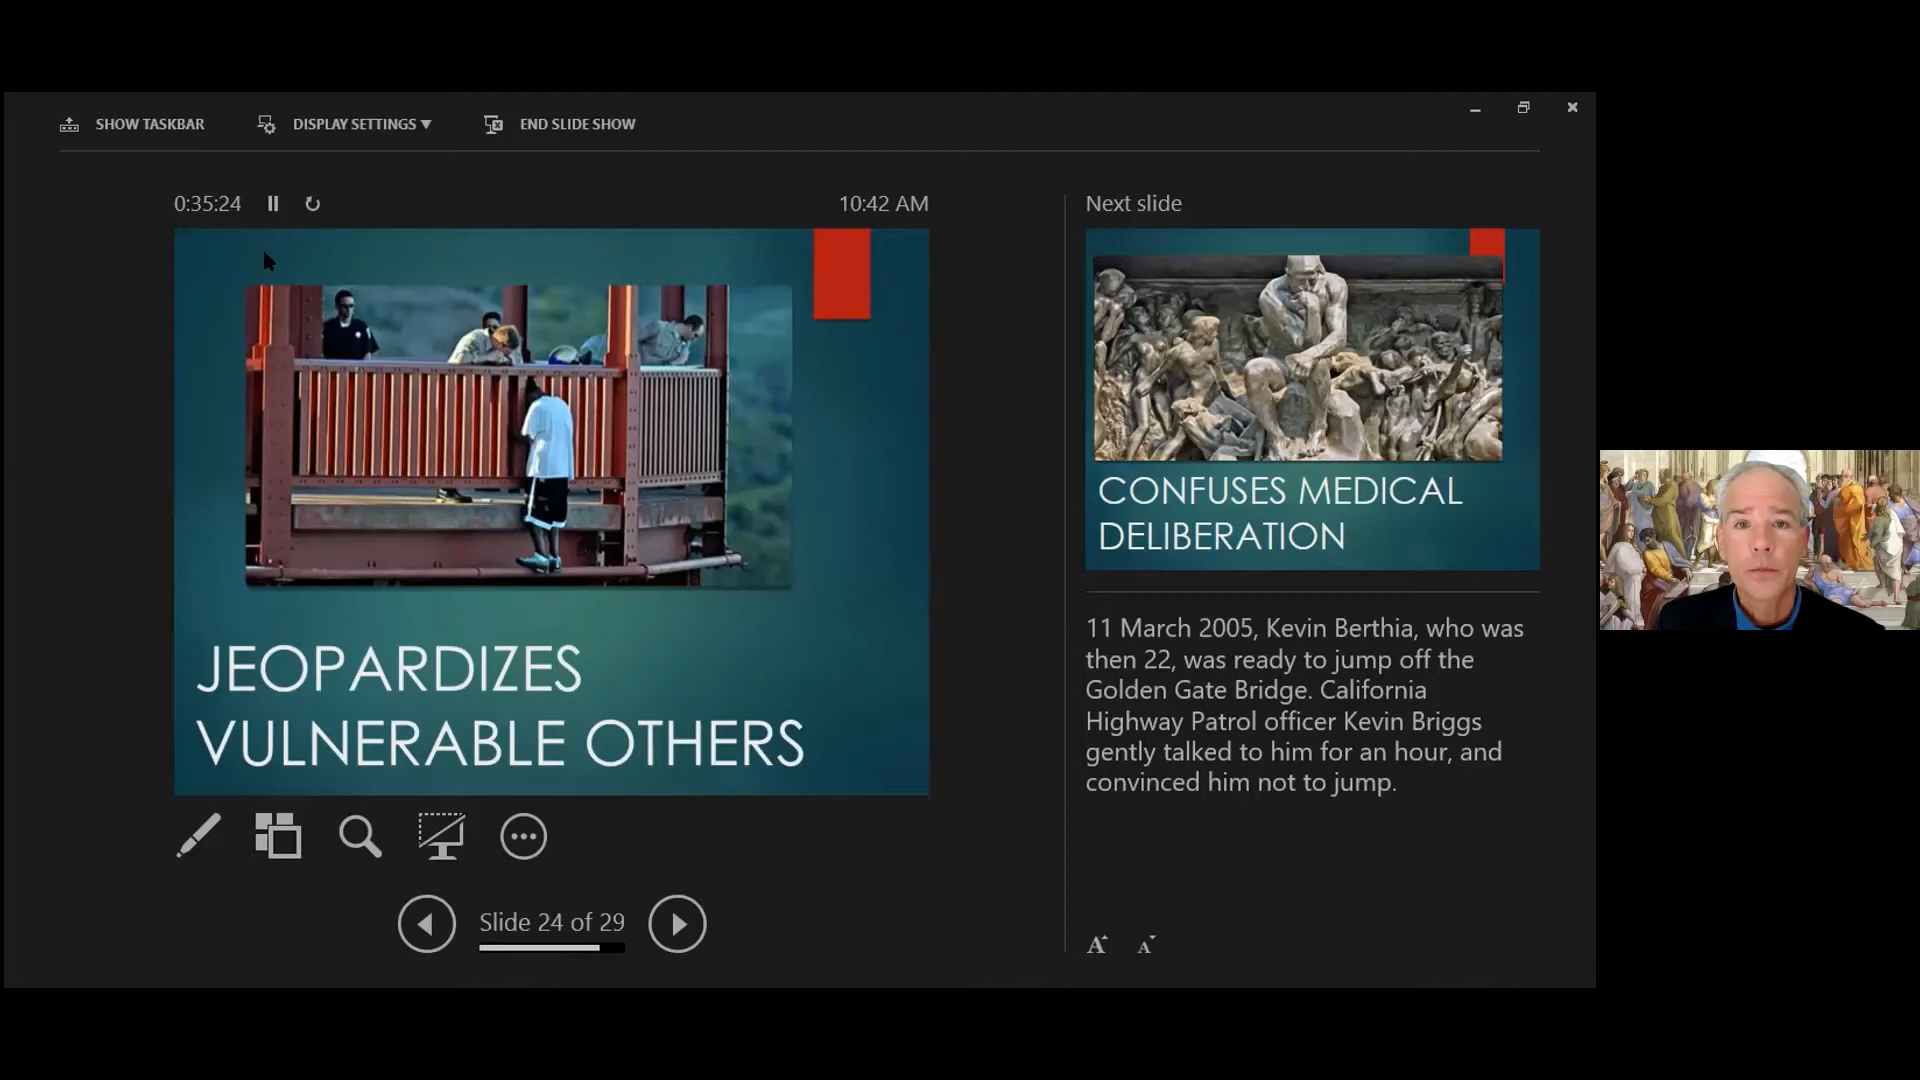 SHOW TASKBAR
DISPLAY SETTINGS
END SLIDE SHOW
0:35:24
10:42 AM
JEOPARDIZES
VULNERABLE OTHERS
Slide 24 of 29
Next slide
CONFUSES MEDICAL
DELIBERATION
11 March 2005, Kevin Berthia, who was
then 22, was ready to jump off the
Golden Gate Bridge. California
Highway Patrol officer Kevin Briggs
gently talked to him for an hour, and
convinced him not to jump.
A A